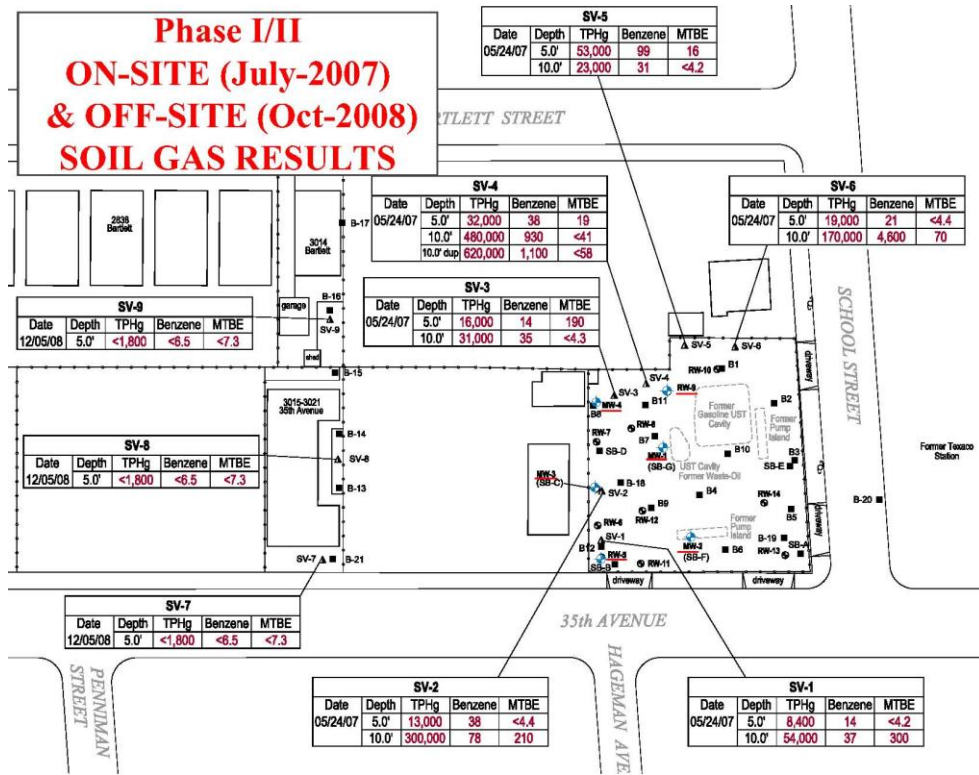 Phase I/II
ON-SITE (July-2007)
& OFF-SITE (Oct-2008)
SOIL GAS RESULTS
SV-5
Date Depth TPHg Benzene MTBE
05/24/07 5.0' 53,000 99 16
10.0' 23,000 31 <4.2
RTLETT STREET
SV-4
Date Depth TPHg Benzene MTBE
05/24/07 5.0' 32,000 38 19
10.0' 480,000 930 <41
10.0' dup 620,000 1,100 <58
SV-6
Date Depth TPHg Benzene MTBE
05/24/07 5.0' 19,000 21 <4.4
10.0' 170,000 4,600 70
2836
Bartlett
3014
Bartlett
B-17
SV-3
Date Depth TPHg Benzene MTBE
05/24/07 5.0' 16,000 14 190
10.0' 31,000 35 <4.3
SV-9
Date Depth TPHg Benzene MTBE
12/05/08 5.0' <1,800 <6.5 <7.3
garage
B-16
SV-9
shed
B-15
SCHOOL STREET
driveway
SV-5
SV-6
RW-10
B1
SV-4
SV-3
RW-9
MW-4
B8
B11
B2
Former
Gasoline UST
Cavity
Former
Pump
Island
3015-3021
35th Avenue
B-14
SV-8
B-13
RW-8
RW-7
B7
SB-D
MW-1
(SB-G)
B10
B3
SB-E
UST Cavity
Former Waste-Oil
Former Texaco
Station
SV-8
Date Depth TPHg Benzene MTBE
12/05/08 5.0' <1,800 <6.5 <7.3
MW-3
(SB-C)
SV-2
B-18
B4
RW-14
B-20
B9
RW-12
B5
RW-6
SV-1
Former
Pump
Island
driveway
B12
MW-2
(SB-F)
B6
B-19
SB-A
RW-13
RW-5
SB-B
RW-11
SV-7
B-21
driveway
driveway
SV-7
Date Depth TPHg Benzene MTBE
12/05/08 5.0' <1,800 <6.5 <7.3
35th AVENUE
PENNIMAN
STREET
HAGEMAN AVE
SV-2
Date Depth TPHg Benzene MTBE
05/24/07 5.0' 13,000 38 <4.4
10.0' 300,000 78 210
SV-1
Date Depth TPHg Benzene MTBE
05/24/07 5.0' 8,400 14 <4.2
10.0' 54,000 37 300